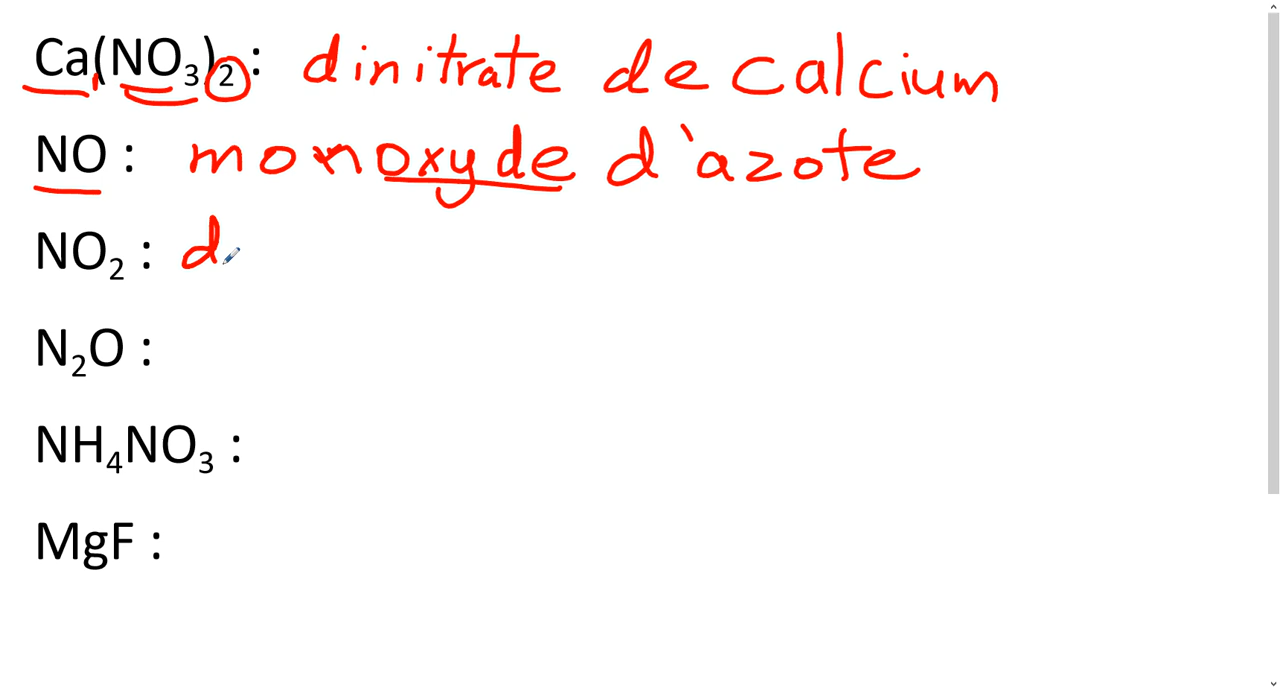 Ca(NO₃)₂ : dinitrate de calcium
NO : monoxyde d'azote
NO₂ : d
N₂O :
NH₄NO₃ :
MgF :